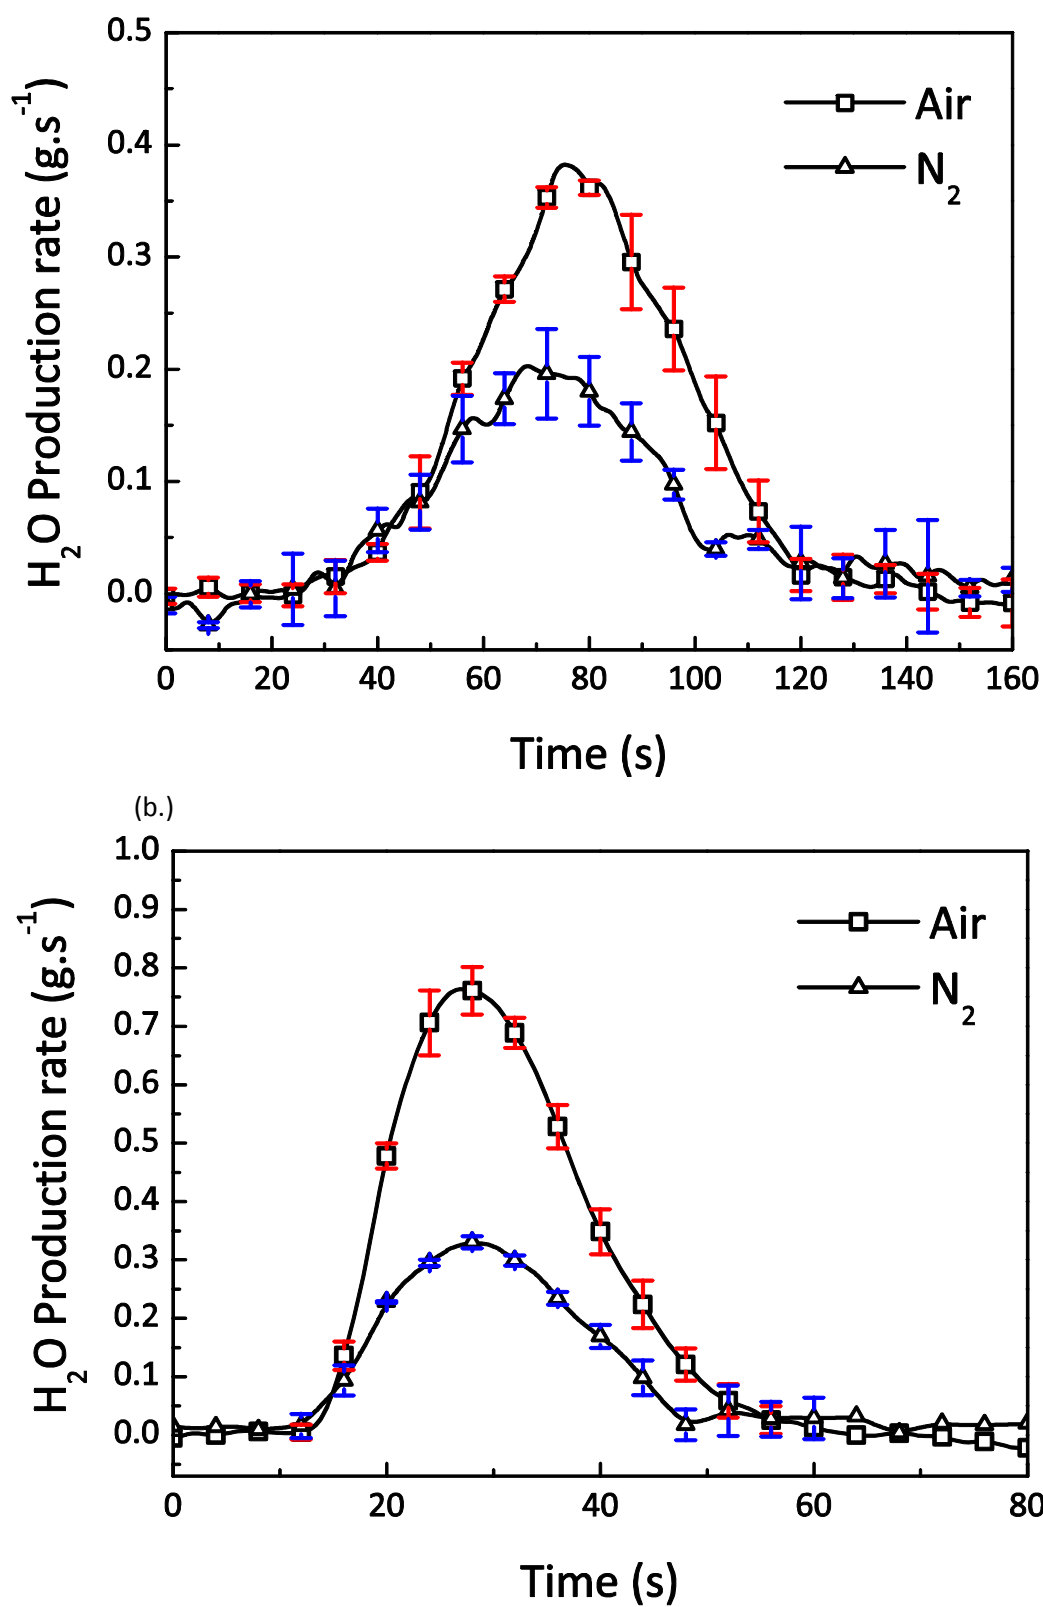 0.5
0.4
0.3
0.2
0.1
0.0
H₂O Production rate (g.s⁻¹)
Air
N₂
0 20 40 60 80 100 120 140 160
Time (s)
(b.)
1.0
0.9
0.8
0.7
0.6
0.5
0.4
0.3
0.2
0.1
0.0
H₂O Production rate (g.s⁻¹)
Air
N₂
0 20 40 60 80
Time (s)